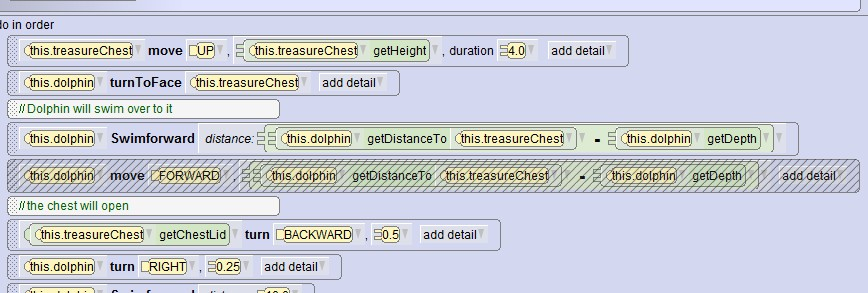 do in order
this.treasureChest move UP , this.treasureChest getHeight , duration 4.0 add detail
this.dolphin turnToFace this.treasureChest add detail
// Dolphin will swim over to it
this.dolphin Swimforward distance: this.dolphin getDistanceTo this.treasureChest - this.dolphin getDepth
this.dolphin move FORWARD , this.dolphin getDistanceTo this.treasureChest - this.dolphin getDepth add detail
// the chest will open
this.treasureChest getChestLid turn BACKWARD , 0.5 add detail
this.dolphin turn RIGHT , 0.25 add detail